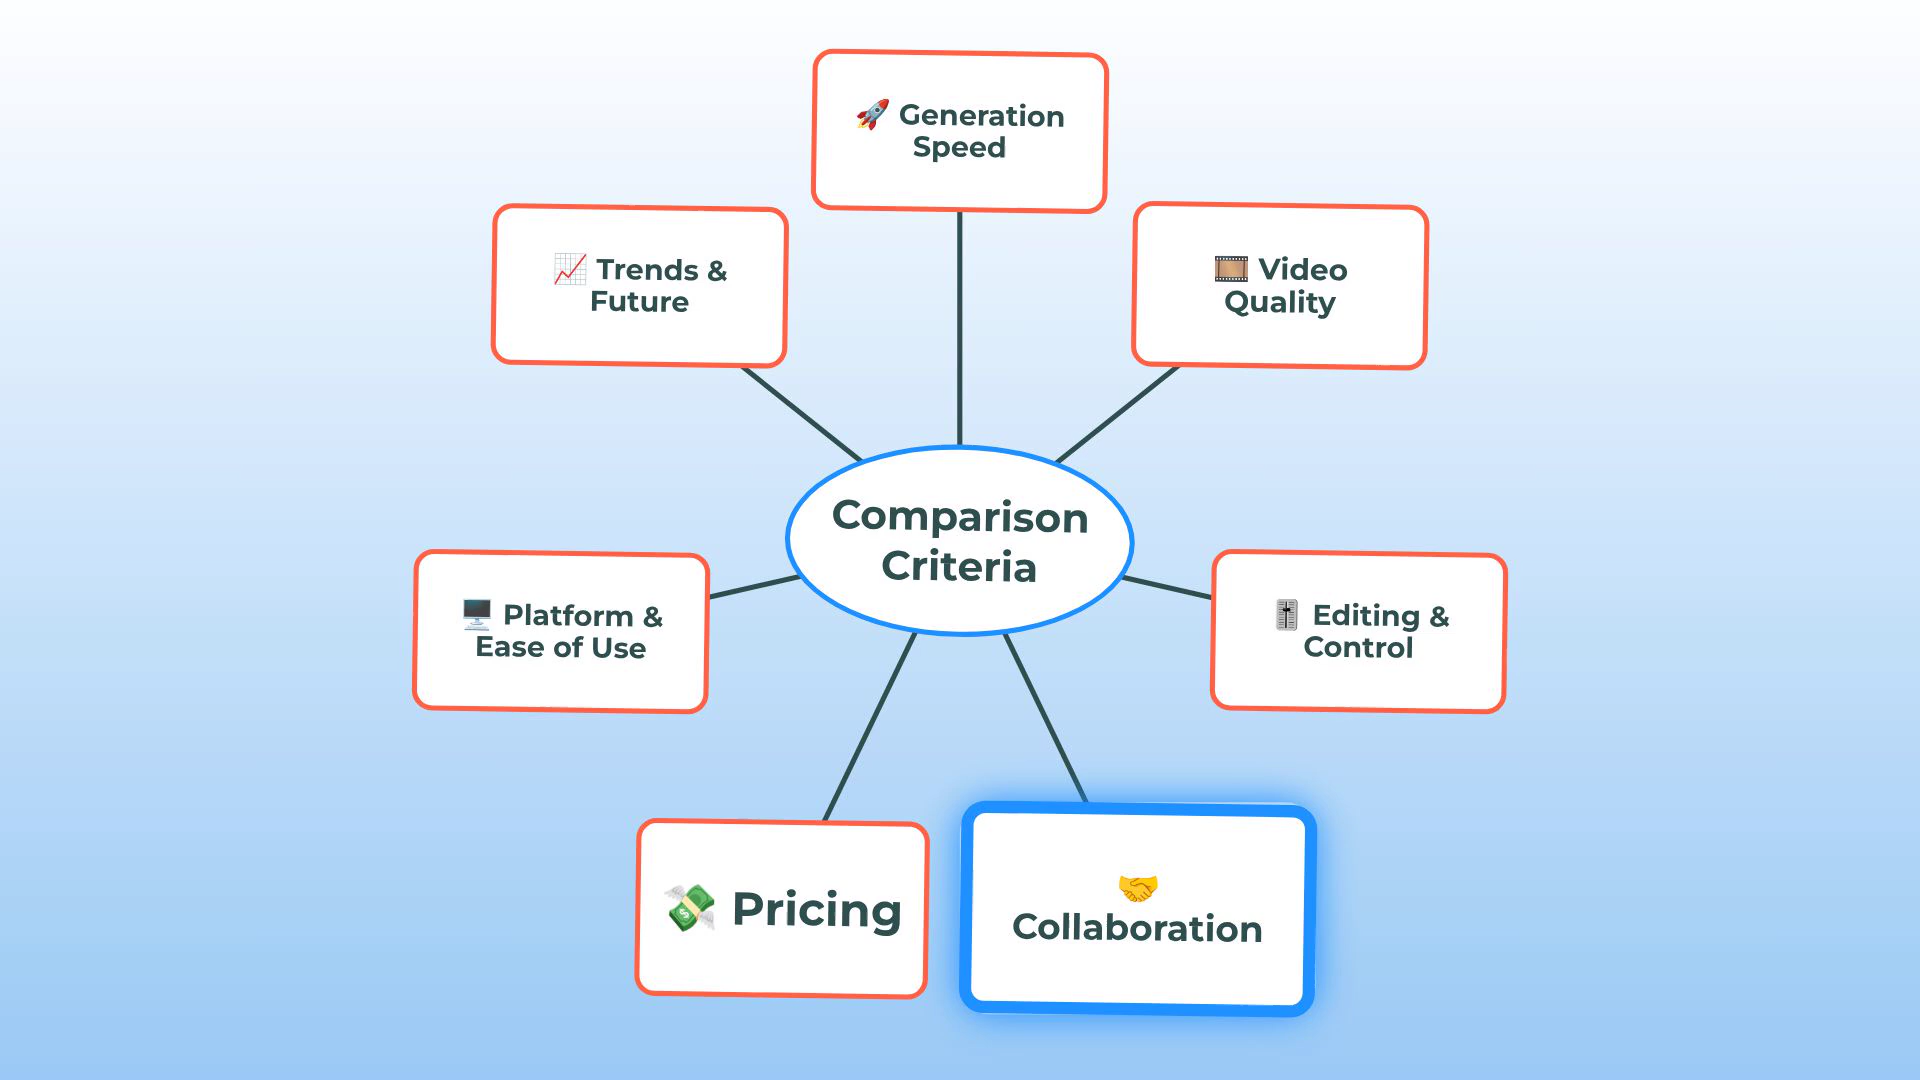 🚀 Generation
Speed
📈 Trends &
Future
🎞️ Video
Quality
Comparison
Criteria
🖥️ Platform &
Ease of Use
🎚️ Editing &
Control
💸 Pricing
🤝
Collaboration